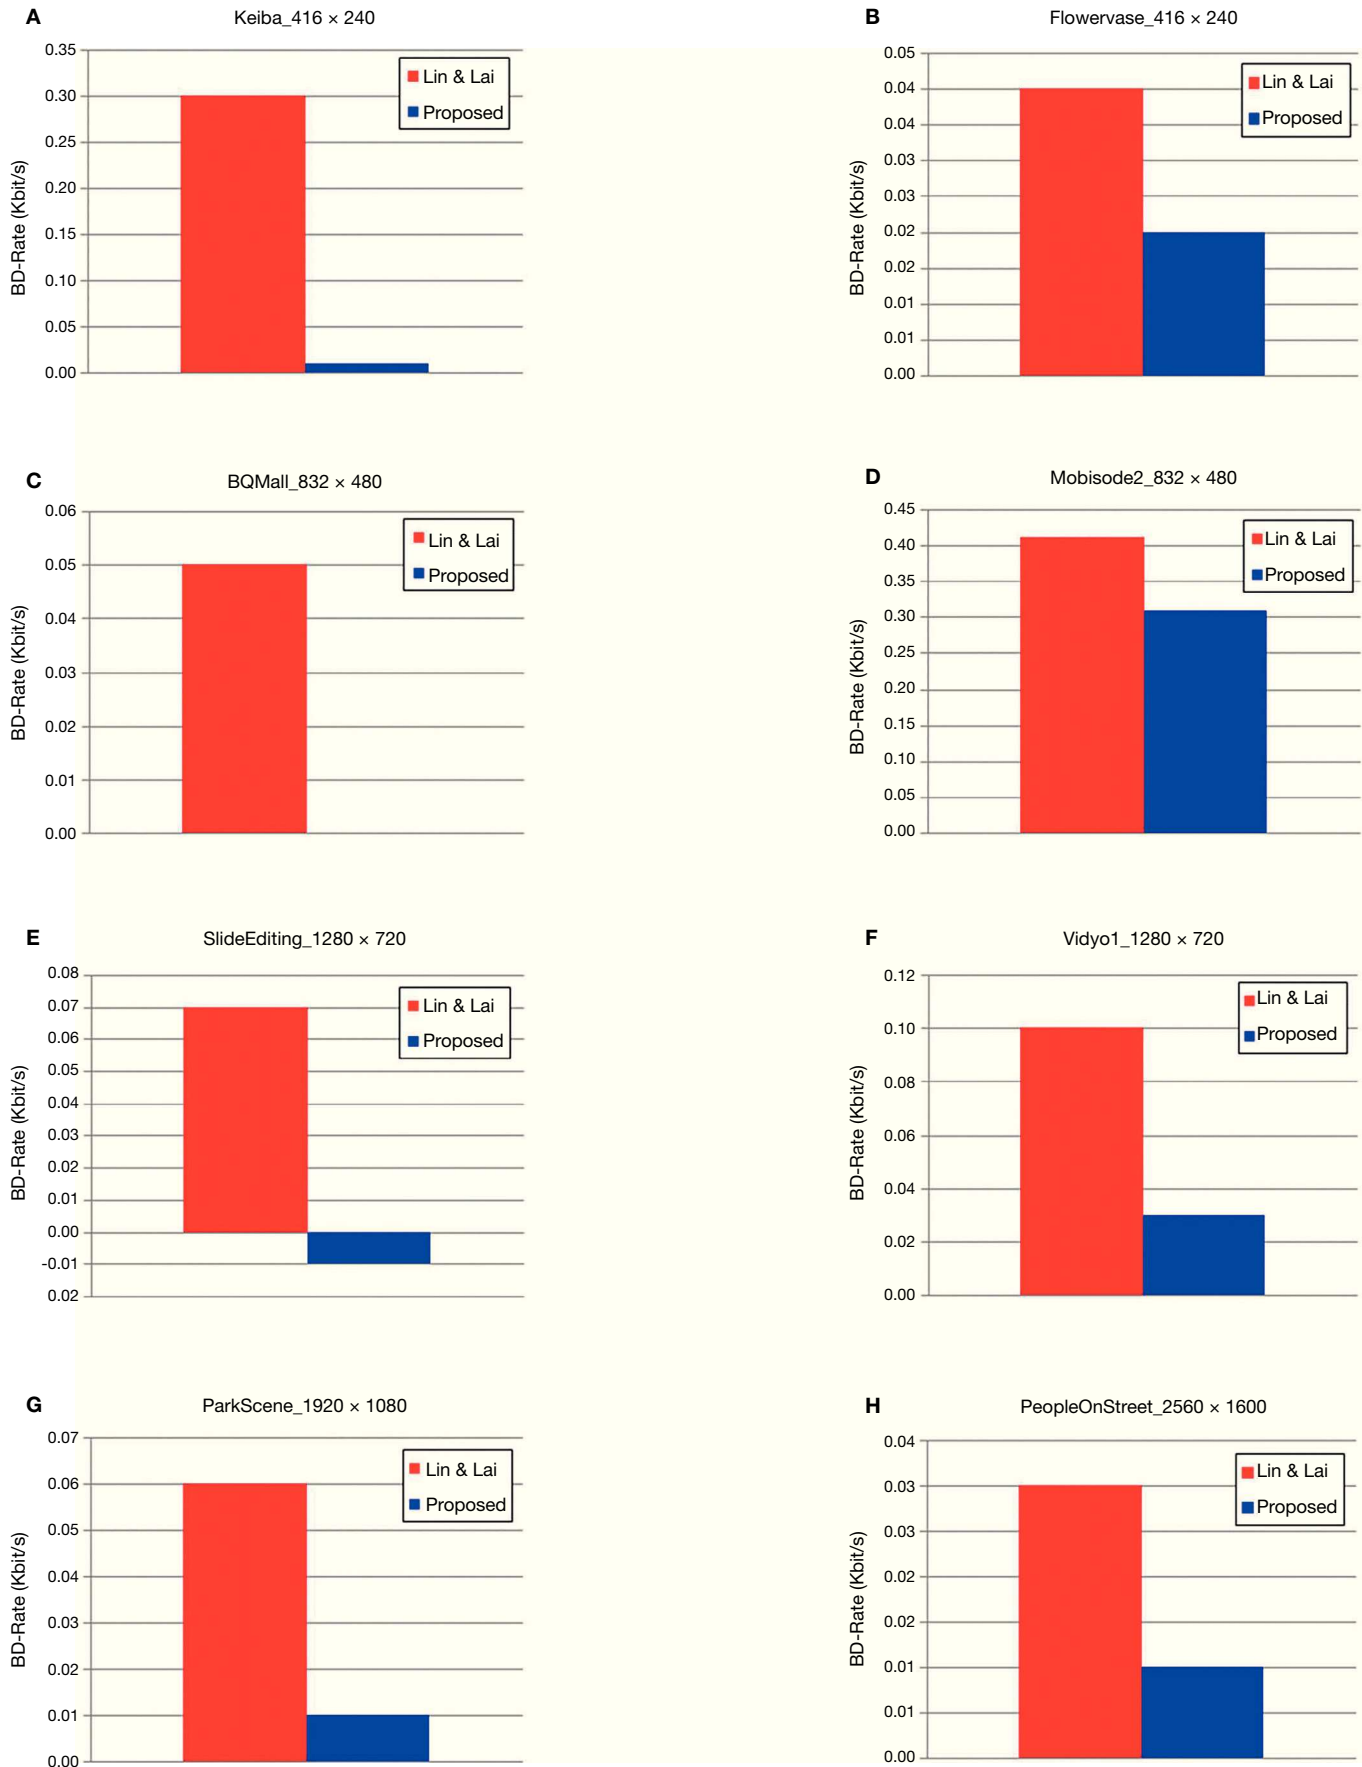 A
Keiba_416 × 240
0.35
0.30
0.25
0.20
0.15
0.10
0.05
0.00
BD-Rate (Kbit/s)
Lin & Lai
Proposed
B
Flowervase_416 × 240
0.05
0.04
0.04
0.03
0.03
0.02
0.02
0.01
0.01
0.00
BD-Rate (Kbit/s)
Lin & Lai
Proposed
C
BQMall_832 × 480
0.06
0.05
0.04
0.03
0.02
0.01
0.00
BD-Rate (Kbit/s)
Lin & Lai
Proposed
D
Mobisode2_832 × 480
0.45
0.40
0.35
0.30
0.25
0.20
0.15
0.10
0.05
0.00
BD-Rate (Kbit/s)
Lin & Lai
Proposed
E
SlideEditing_1280 × 720
0.08
0.07
0.06
0.05
0.04
0.03
0.02
0.01
0.00
-0.01
0.02
BD-Rate (Kbit/s)
Lin & Lai
Proposed
F
Vidyo1_1280 × 720
0.12
0.10
0.08
0.06
0.04
0.02
0.00
BD-Rate (Kbit/s)
Lin & Lai
Proposed
G
ParkScene_1920 × 1080
0.07
0.06
0.05
0.04
0.03
0.02
0.01
0.00
BD-Rate (Kbit/s)
Lin & Lai
Proposed
H
PeopleOnStreet_2560 × 1600
0.04
0.03
0.03
0.02
0.02
0.01
0.01
0.00
BD-Rate (Kbit/s)
Lin & Lai
Proposed